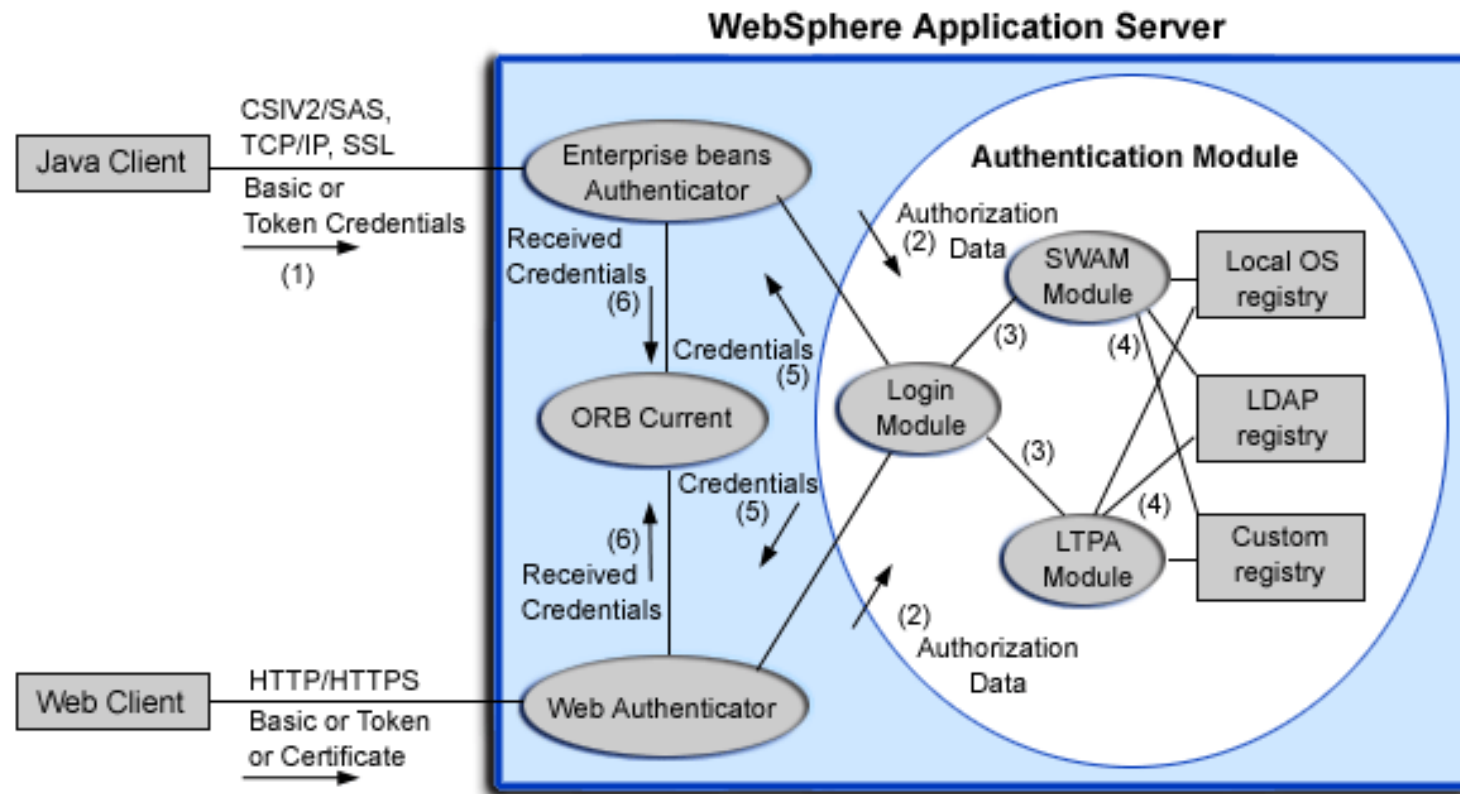 WebSphere Application Server
CSIV2/SAS,
TCP/IP, SSL
Java Client
Basic or
Token Credentials
(1)
Enterprise beans
Authenticator
Received
Credentials
(6)
Credentials
(5)
ORB Current
Credentials
(5)
(6)
Received
Credentials
Web Client
HTTP/HTTPS
Basic or Token
or Certificate
Web Authenticator
Authentication Module
Authorization
(2) Data
SWAM
Module
Local OS
registry
(3)
(4)
Login
Module
LDAP
registry
(3)
(4)
LTPA
Module
Custom
registry
(2)
Authorization
Data